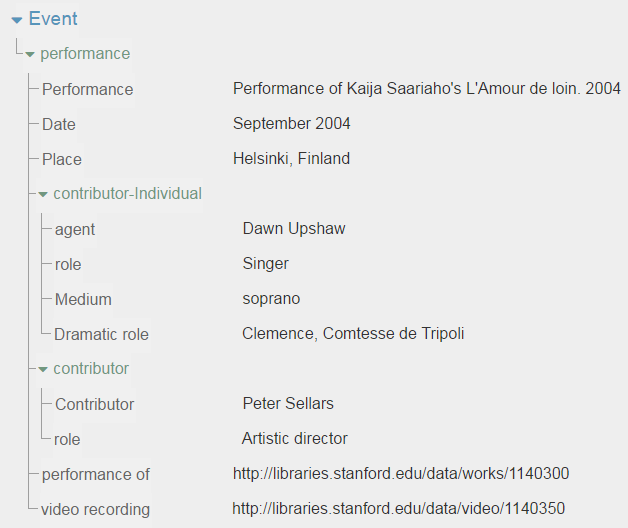 Event
performance
Performance Performance of Kaija Saariaho's L'Amour de loin. 2004
Date September 2004
Place Helsinki, Finland
contributor-Individual
agent Dawn Upshaw
role Singer
Medium soprano
Dramatic role Clemence, Comtesse de Tripoli
contributor
Contributor Peter Sellars
role Artistic director
performance of http://libraries.stanford.edu/data/works/1140300
video recording http://libraries.stanford.edu/data/video/1140350